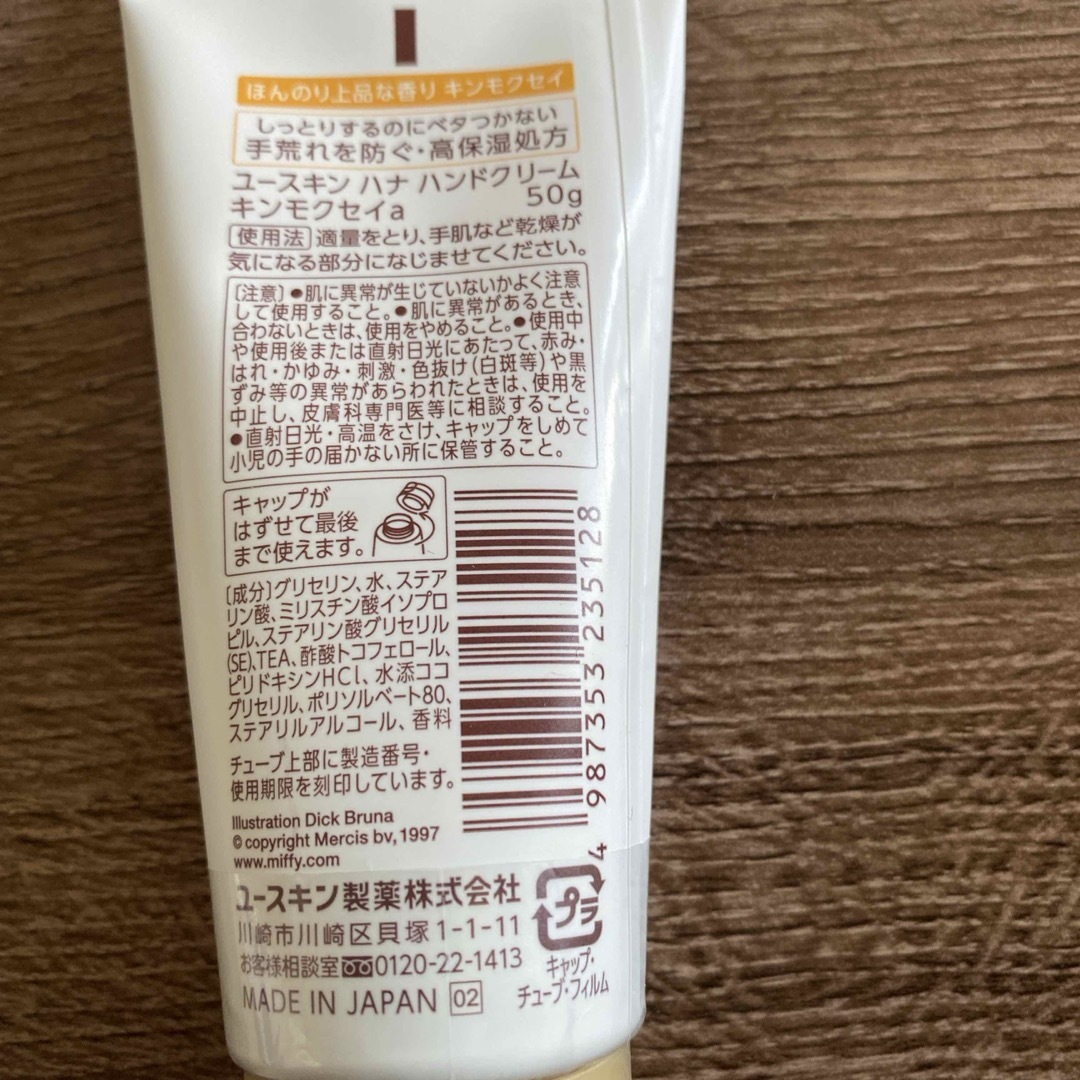 ほんのり上品な香り キンモクセイ
しっとりするのにベタつかない
手荒れを防ぐ・高保湿処方
ユースキン ハナ ハンドクリーム
キンモクセイa 50g
使用法 適量をとり、手肌など乾燥が
気になる部分になじませてください。
〔注意〕●肌に異常が生じていないかよく注意
して使用すること。●肌に異常があるとき、
合わないときは、使用をやめること。●使用中
や使用後または直射日光にあたって、赤み・
はれ・かゆみ・刺激・色抜け(白斑等)や黒
ずみ等の異常があらわれたときは、使用を
中止し、皮膚科専門医等に相談すること。
●直射日光・高温をさけ、キャップをしめて
小児の手の届かない所に保管すること。
キャップが
はずせて最後
まで使えます。
〔成分〕グリセリン、水、ステア
リン酸、ミリスチン酸イソプロ
ピル、ステアリン酸グリセリル
(SE)、TEA、酢酸トコフェロール、
ピリドキシンHCl、水添ココ
グリセリル、ポリソルベート80、
ステアリルアルコール、香料
チューブ上部に製造番号・
使用期限を刻印しています。
Illustration Dick Bruna
© copyright Mercis bv, 1997
www.miffy.com
4 987353 235128
ユースキン製薬株式会社
川崎市川崎区貝塚1-1-11
お客様相談室 0120-22-1413
MADE IN JAPAN 02
プラ
キャップ・
チューブ・フィルム